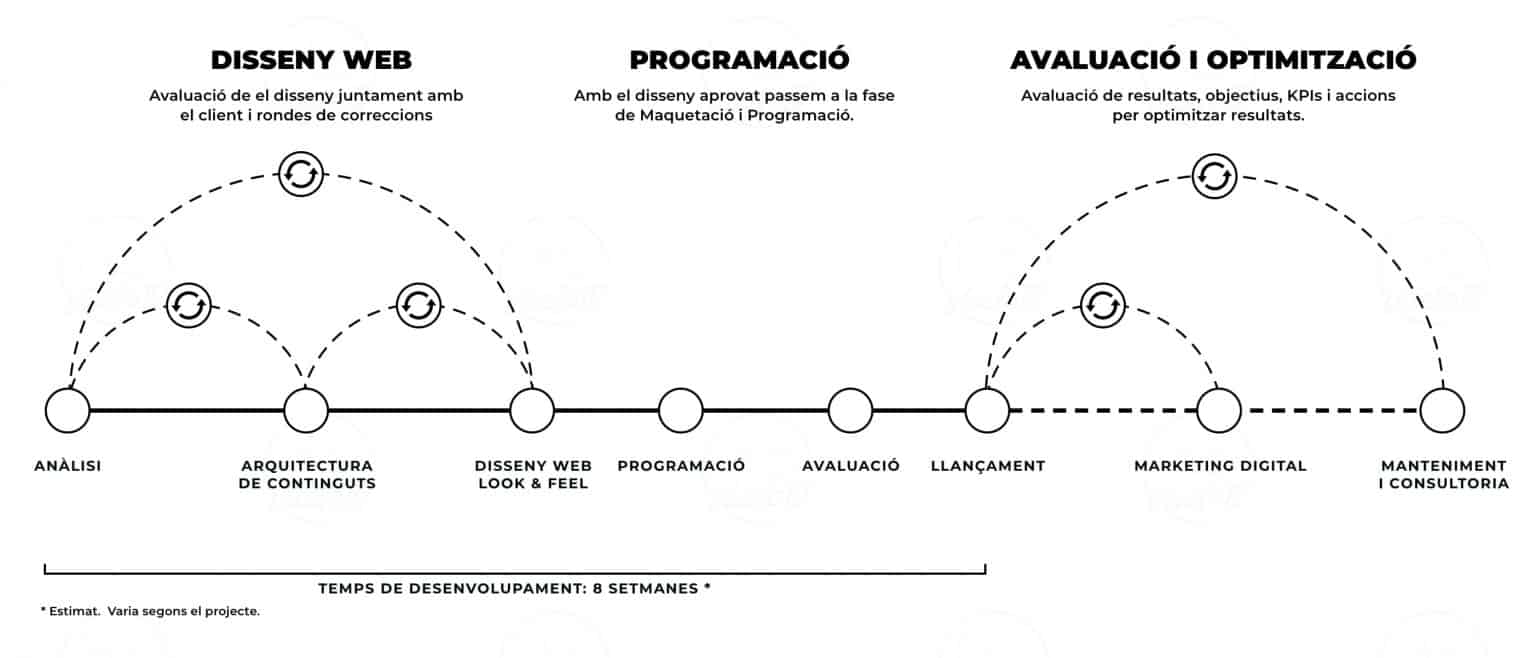 DISSENY WEB
Avaluació de el disseny juntament amb
el client i rondes de correccions
PROGRAMACIÓ
Amb el disseny aprovat passem a la fase
de Maquetació i Programació.
AVALUACIÓ I OPTIMITZACIÓ
Avaluació de resultats, objectius, KPIs i accions
per optimitzar resultats.
ANÀLISI
ARQUITECTURA
DE CONTINGUTS
DISSENY WEB
LOOK & FEEL
PROGRAMACIÓ
AVALUACIÓ
LLANÇAMENT
MARKETING DIGITAL
MANTENIMENT
I CONSULTORIA
TEMPS DE DESENVOLUPAMENT: 8 SETMANES *
* Estimat. Varia segons el projecte.